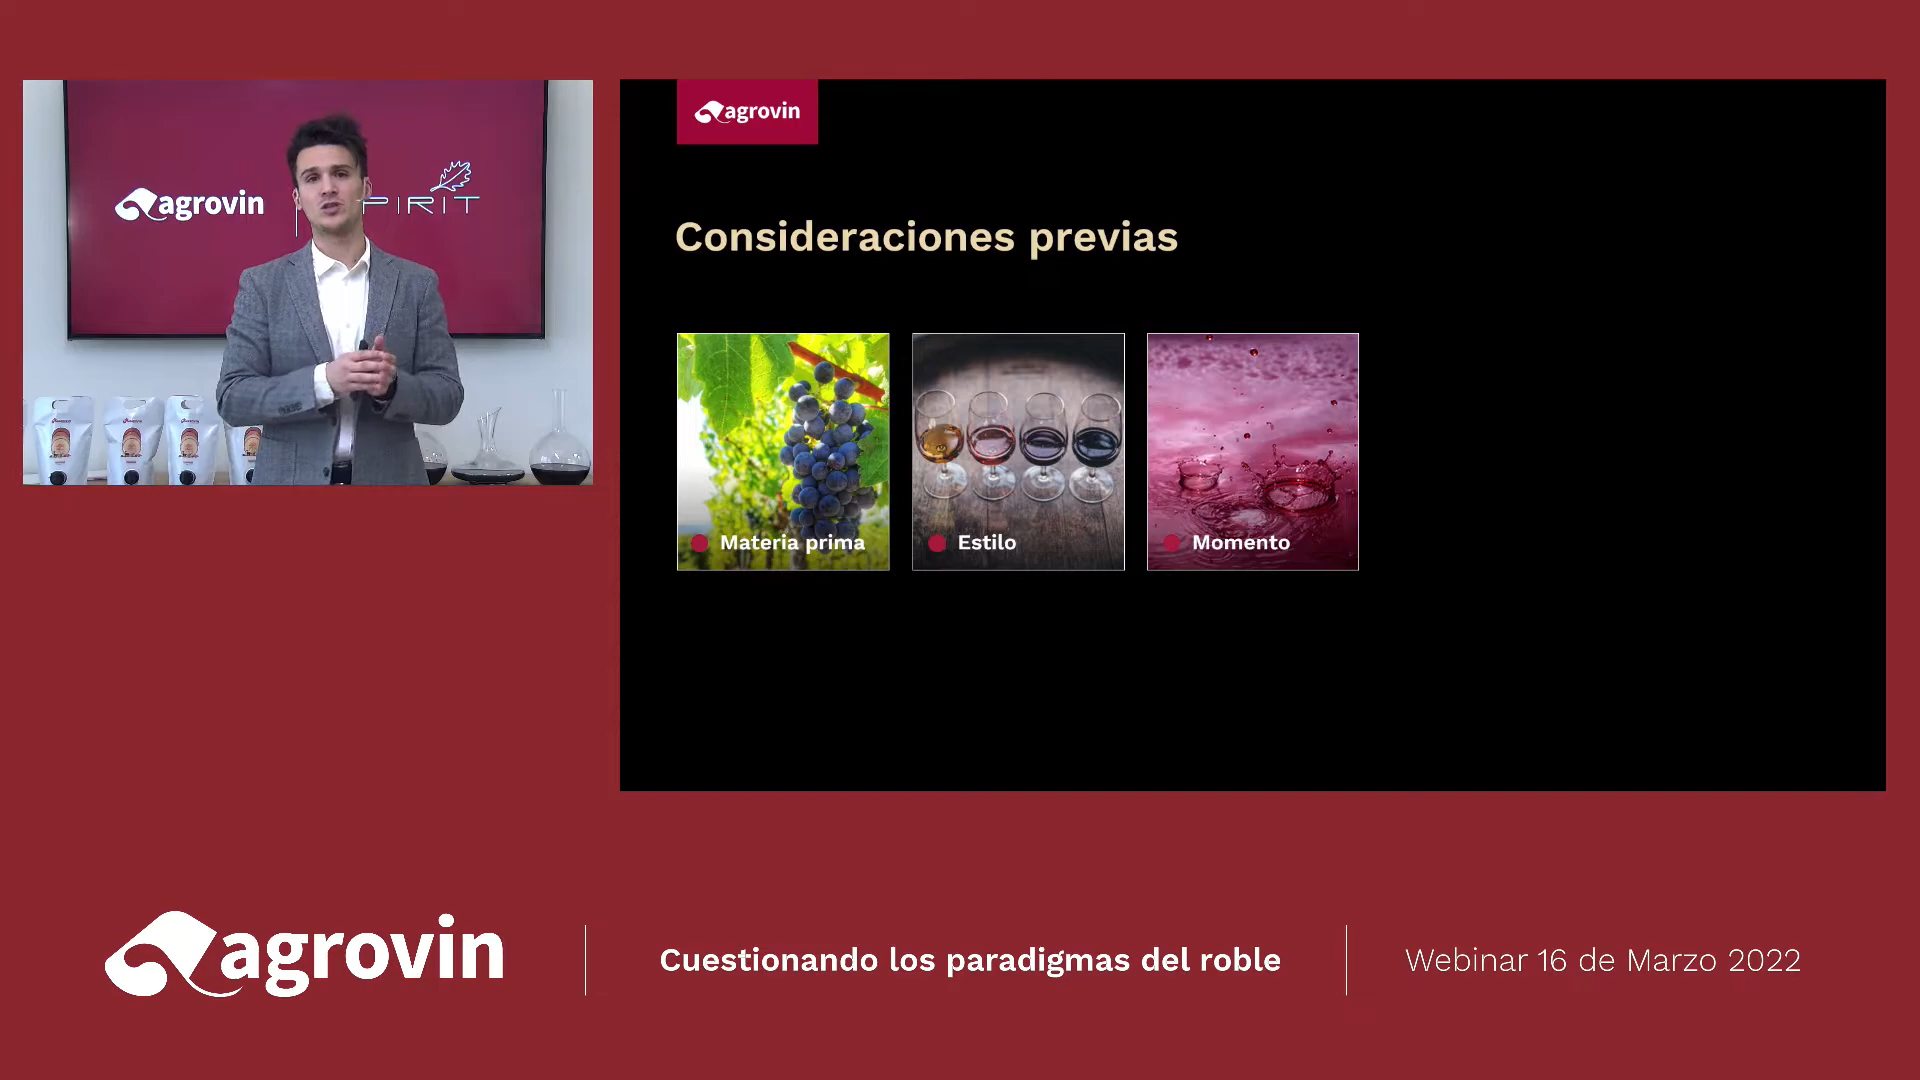 agrovin
PIRIT
agrovin
Consideraciones previas
Materia prima
Estilo
Momento
agrovin
Cuestionando los paradigmas del roble
Webinar 16 de Marzo 2022